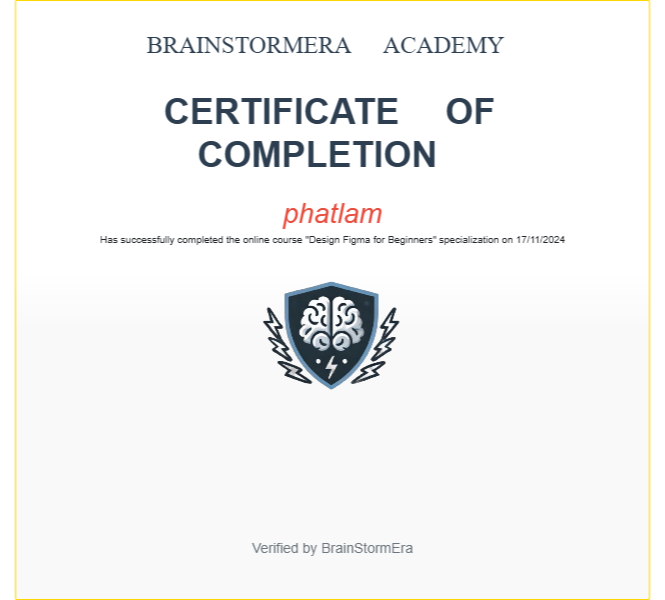 BRAINSTORMERA ACADEMY
CERTIFICATE OF
COMPLETION
phatlam
Has successfully completed the online course "Design Figma for Beginners" specialization on 17/11/2024
Verified by BrainStormEra